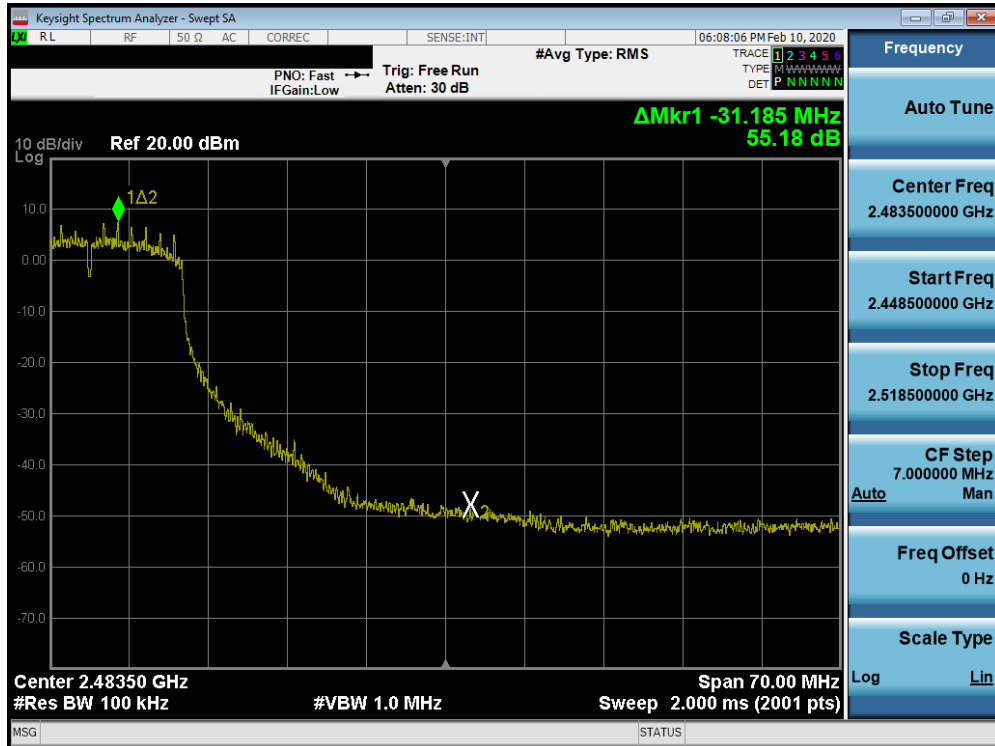 Keysight Spectrum Analyzer - Swept SA
LXI RL RF 50 Ω AC CORREC SENSE:INT 06:08:06 PM Feb 10, 2020
#Avg Type: RMS
TRACE 1 2 3 4 5 6
TYPE M WWWWW
DET P N N N N N
PNO: Fast
IFGain:Low
Trig: Free Run
Atten: 30 dB
ΔMkr1 -31.185 MHz
55.18 dB
10 dB/div
Log
Ref 20.00 dBm
1Δ2
10.0
0.00
-10.0
-20.0
-30.0
-40.0
-50.0
-60.0
-70.0
X2
Center 2.48350 GHz
Span 70.00 MHz
#Res BW 100 kHz
#VBW 1.0 MHz
Sweep 2.000 ms (2001 pts)
MSG
STATUS
Frequency
Auto Tune
Center Freq
2.483500000 GHz
Start Freq
2.448500000 GHz
Stop Freq
2.518500000 GHz
CF Step
7.000000 MHz
Auto Man
Freq Offset
0 Hz
Scale Type
Log Lin